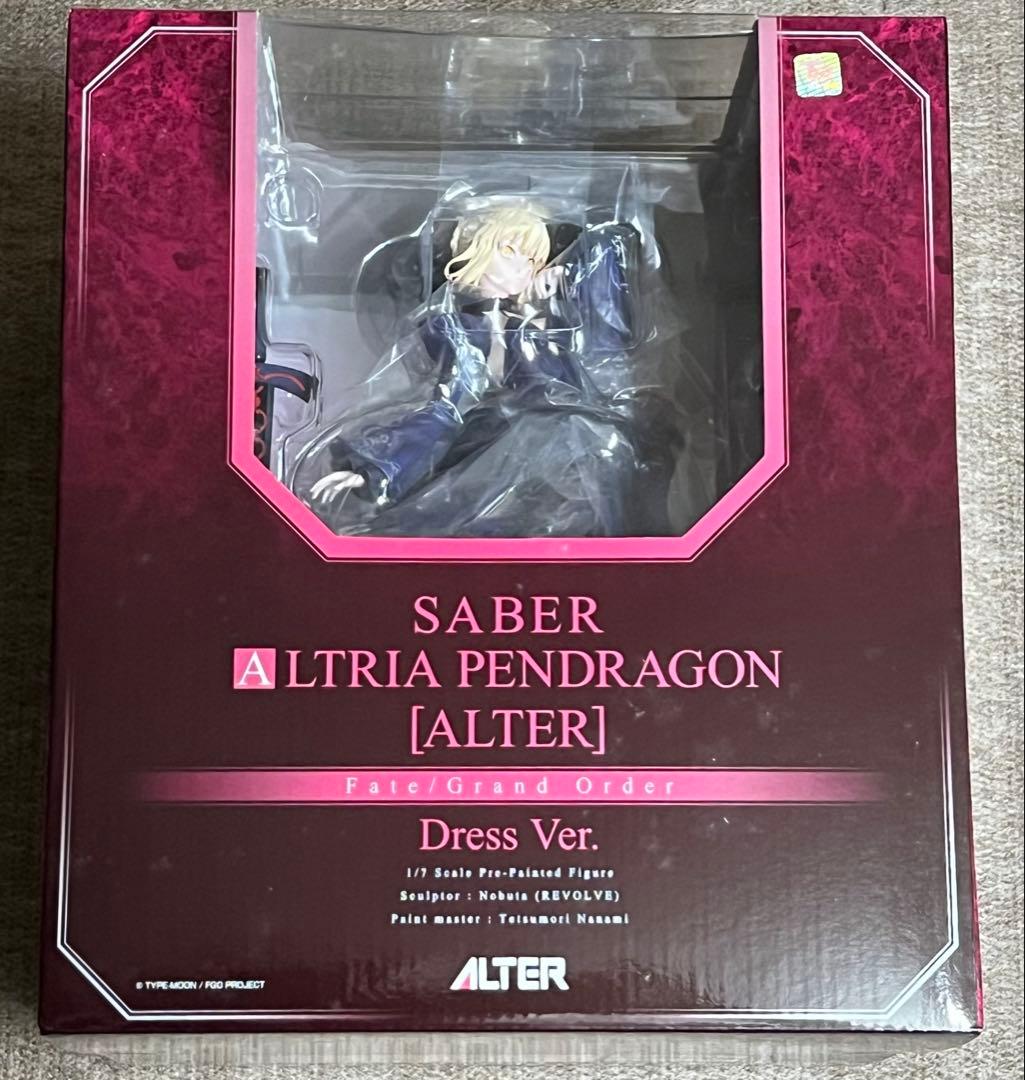 SABER
ALTRIA PENDRAGON
[ALTER]
Fate/Grand Order
Dress Ver.
1/7 Scale Pre-Painted Figure
Sculptor : Nobuta (REVOLVE)
Paint master : Tetsumori Nanami
ALTER
© TYPE-MOON / FGO PROJECT